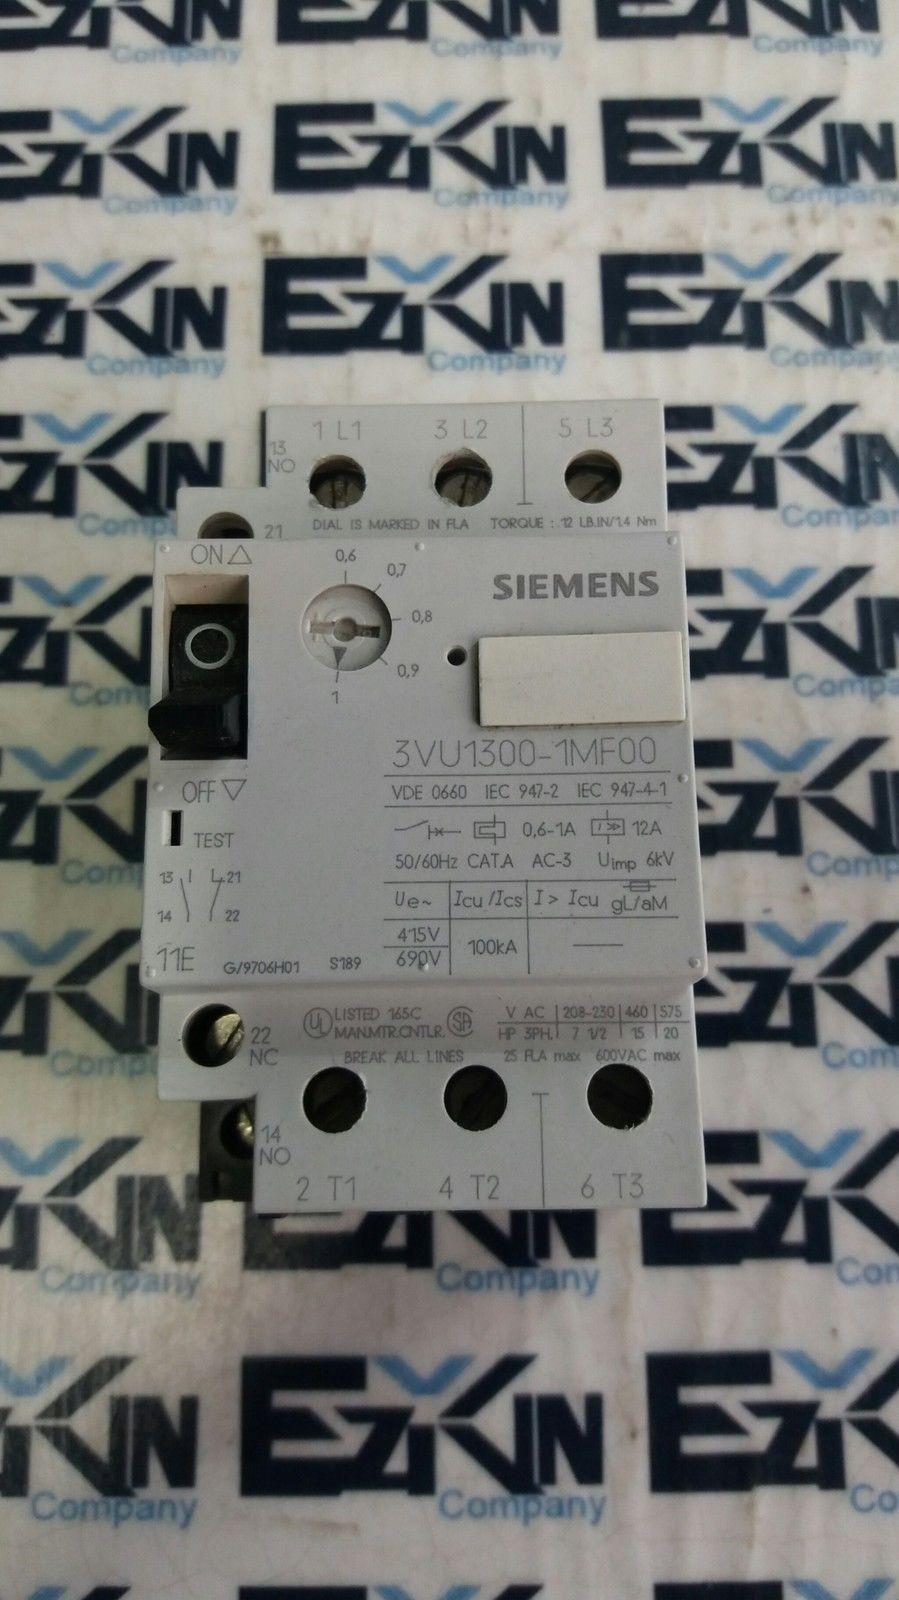 EZKIN
Company
1 L1
3 L2
5 L3
13
NO
21
DIAL IS MARKED IN FLA
TORQUE : 12 LB.IN/1.4 Nm
ON △
0,6
0,7
0,8
0,9
1
SIEMENS
3VU1300-1MF00
VDE 0660 IEC 947-2 IEC 947-4-1
0,6-1A I >> 12A
50/60Hz CAT.A AC-3 Uimp 6kV
Ue~ Icu/Ics I > Icu gL/aM
415V
690V
100kA
OFF ▽
TEST
13
21
14
22
11E
G/9706H01
S189
UL LISTED 165C
MAN.MTR.CNTLR. SA
BREAK ALL LINES
V AC 208-230 460 575
HP 3PH. 7 1/2 15 20
25 FLA max 600VAC max
22
NC
14
NO
2 T1
4 T2
6 T3